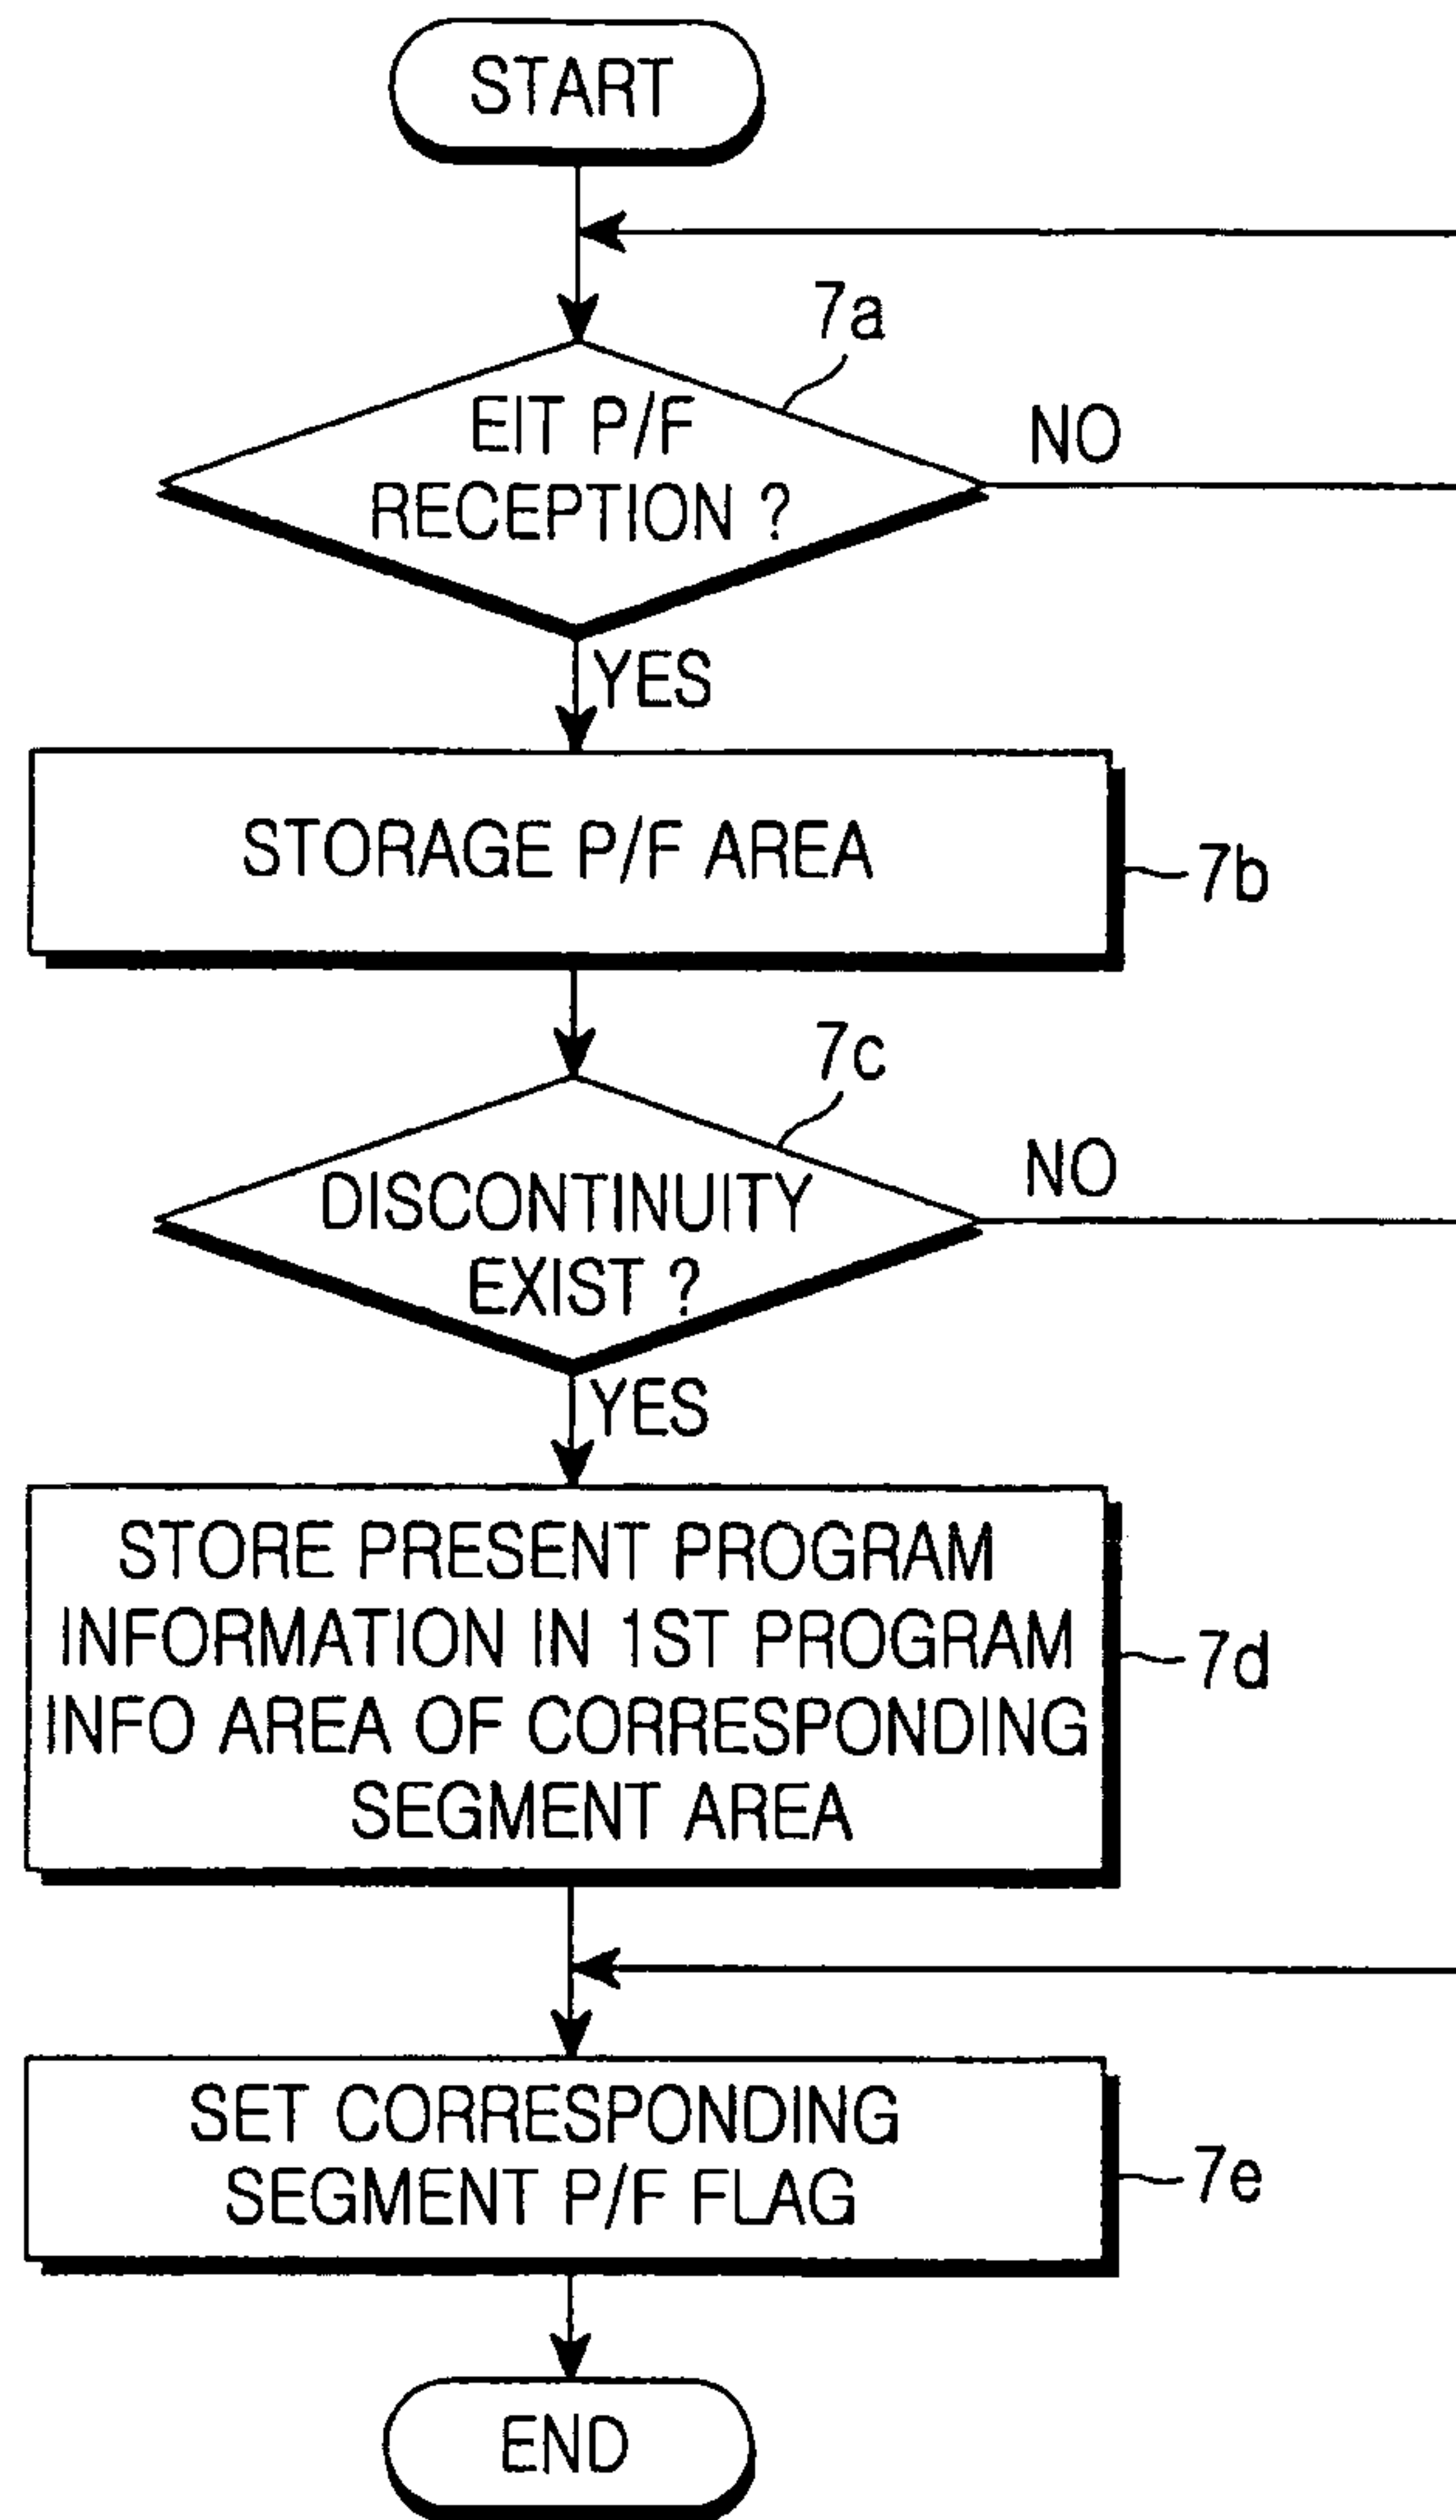 START
7a
EIT P/F
RECEPTION ?
NO
YES
STORAGE P/F AREA
7b
7c
DISCONTINUITY
EXIST ?
NO
YES
STORE PRESENT PROGRAM
INFORMATION IN 1ST PROGRAM
INFO AREA OF CORRESPONDING
SEGMENT AREA
7d
SET CORRESPONDING
SEGMENT P/F FLAG
7e
END